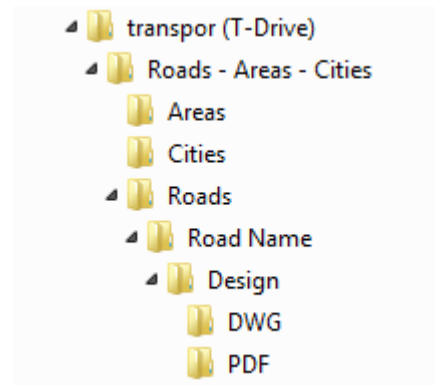 transpor (T-Drive)
Roads - Areas - Cities
Areas
Cities
Roads
Road Name
Design
DWG
PDF